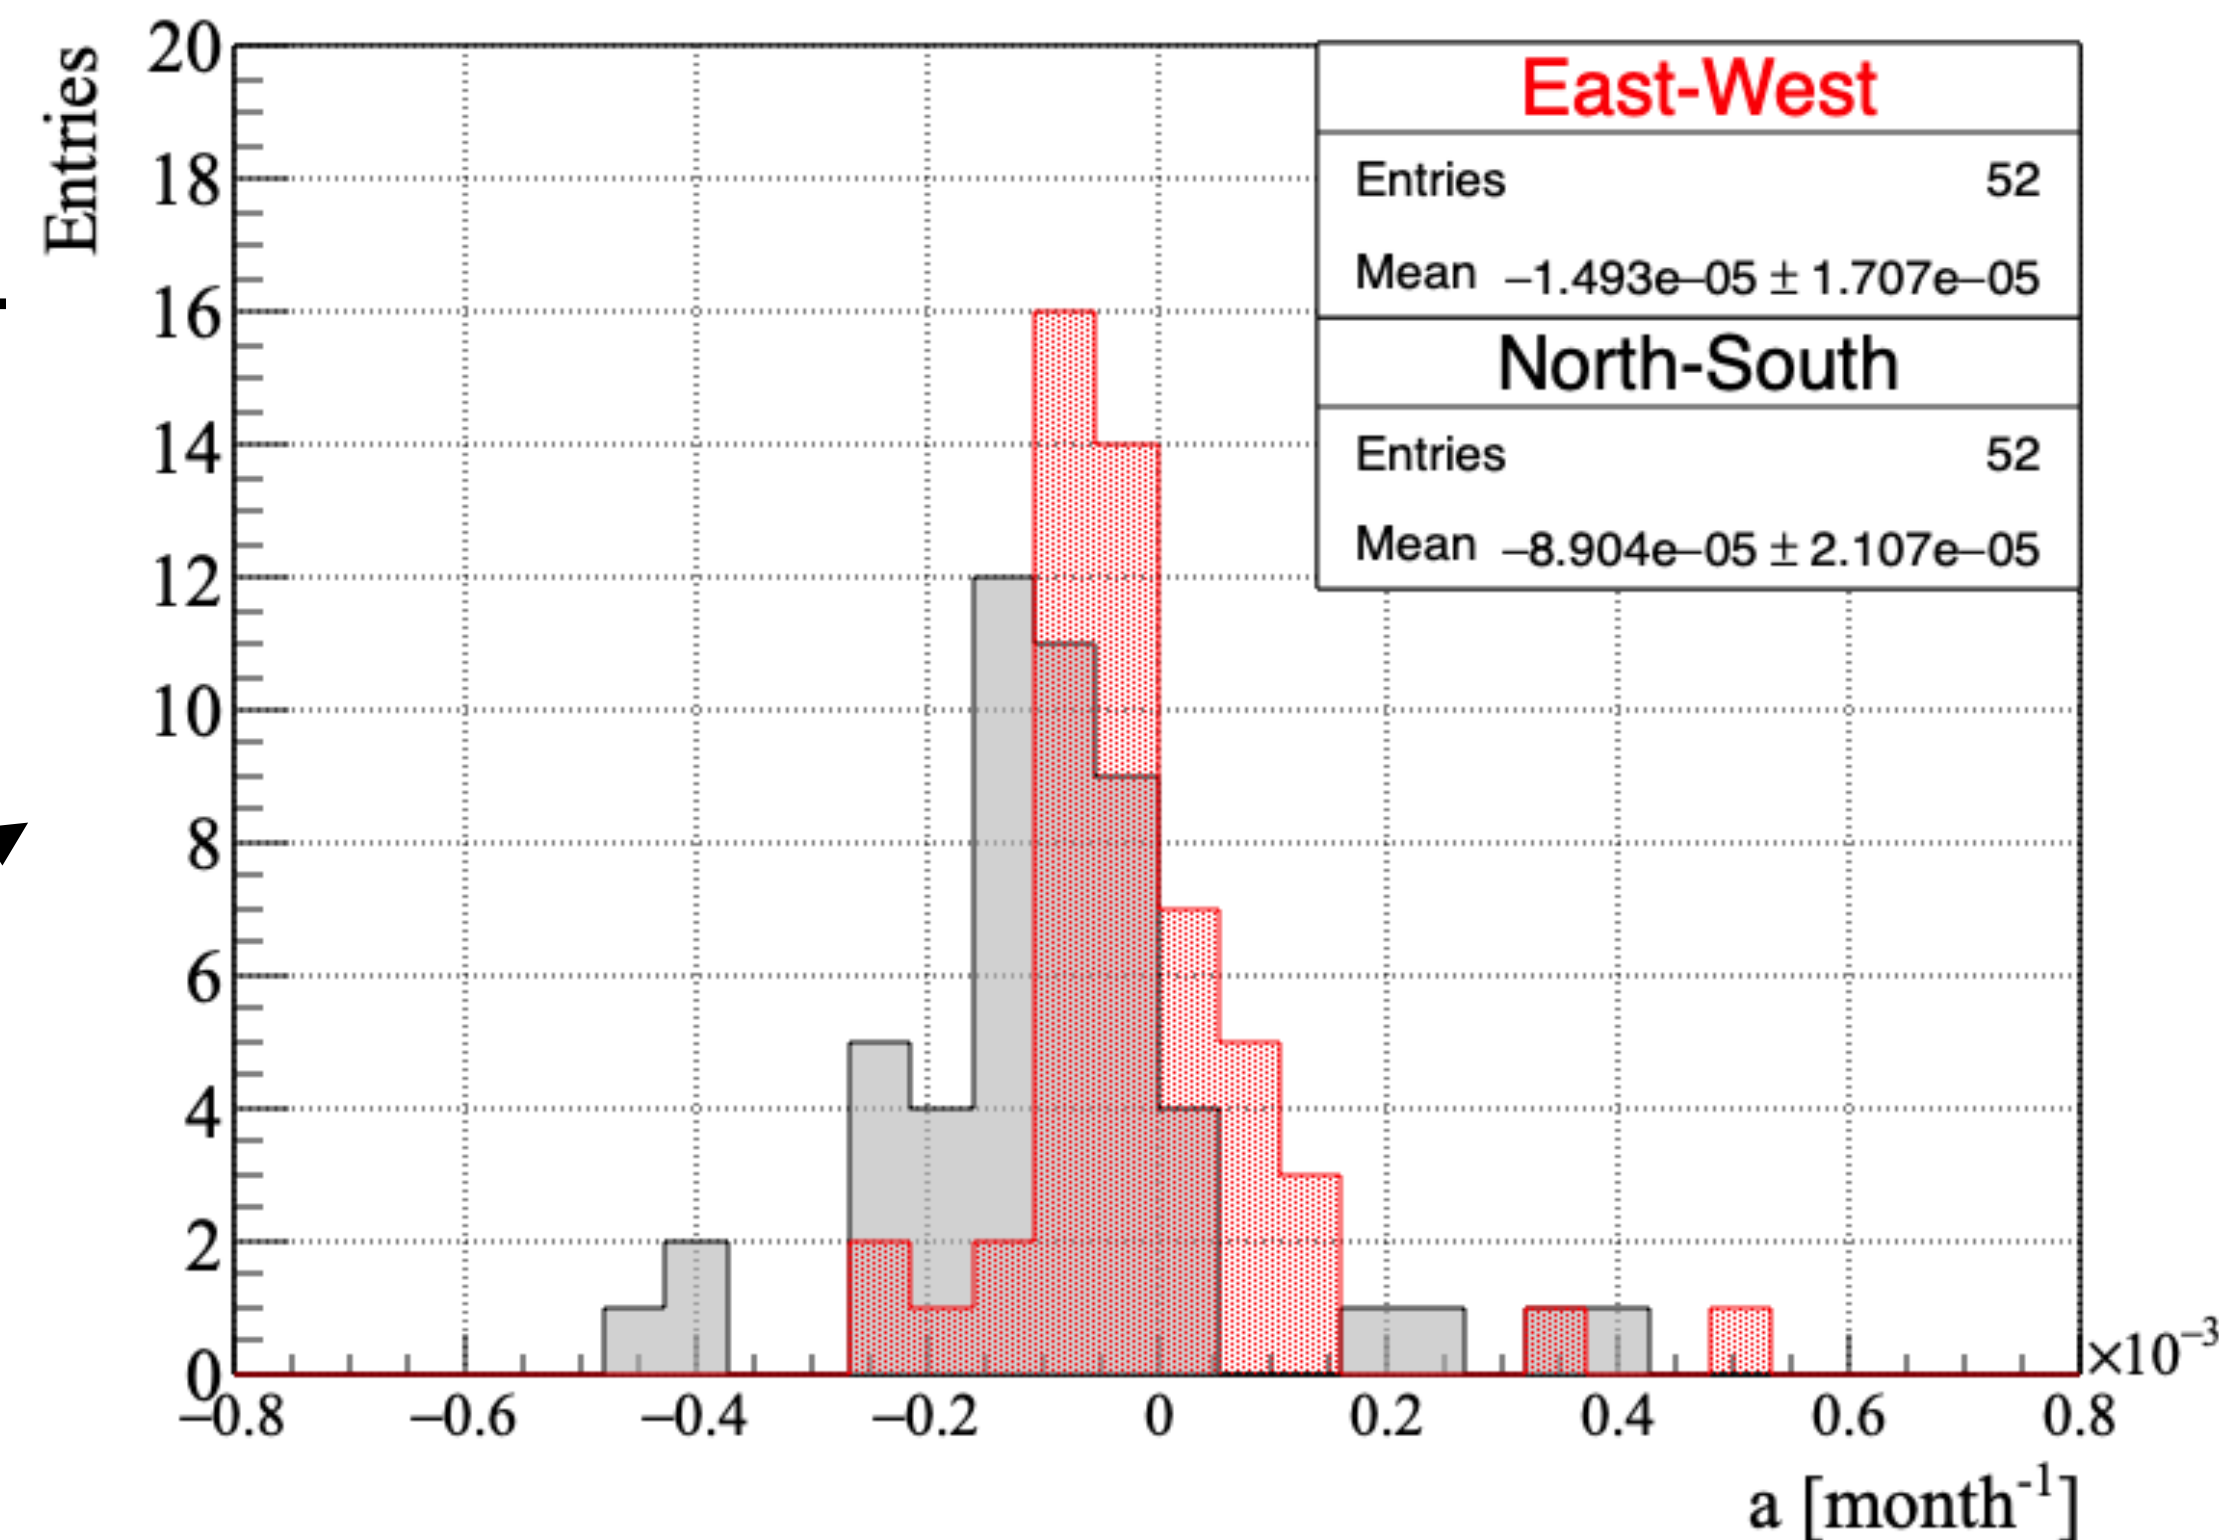 Entries
20
18
16
14
12
10
8
6
4
2
0
East-West
Entries 52
Mean −1.493e−05 ± 1.707e−05
North-South
Entries 52
Mean −8.904e−05 ± 2.107e−05
−0.8 −0.6 −0.4 −0.2 0 0.2 0.4 0.6 0.8
×10⁻³
a [month⁻¹]